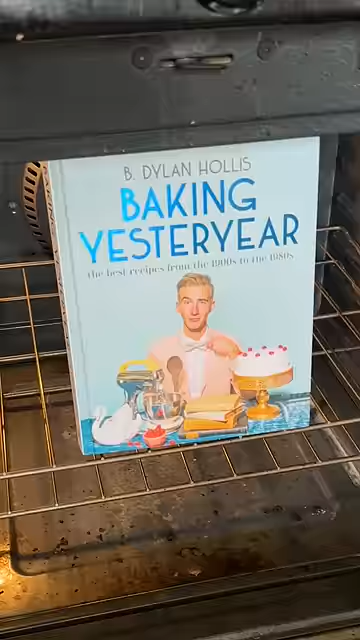 B. DYLAN HOLLIS
BAKING
YESTERYEAR
the best recipes from the 1900s to the 1980s